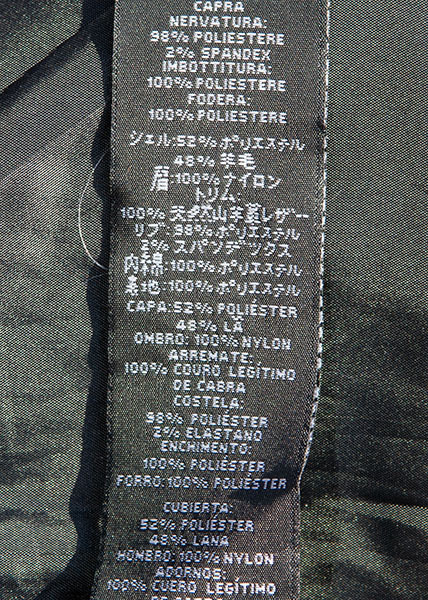 CAPRA
NERVATURA:
98% POLIESTERE
2% SPANDEX
IMBOTTITURA:
100% POLIESTERE
FODERA:
100% POLIESTERE
シェル:52% ポリエステル
48% 羊毛
眉:100% ナイロン
トリム:
100% 天然山羊革レザー
リブ:98% ポリエステル
2% スパンデックス
内綿:100% ポリエステル
裏地:100% ポリエステル
CAPA:52% POLIÉSTER
48% LÃ
OMBRO: 100% NYLON
ARREMATE:
100% COURO LEGÍTIMO
DE CABRA
COSTELA:
98% POLIÉSTER
2% ELASTANO
ENCHIMENTO:
100% POLIÉSTER
FORRO:100% POLIÉSTER
CUBIERTA:
52% POLIÉSTER
48% LANA
HOMBRO: 100% NYLON
ADORNOS:
100% CUERO LEGÍTIMO